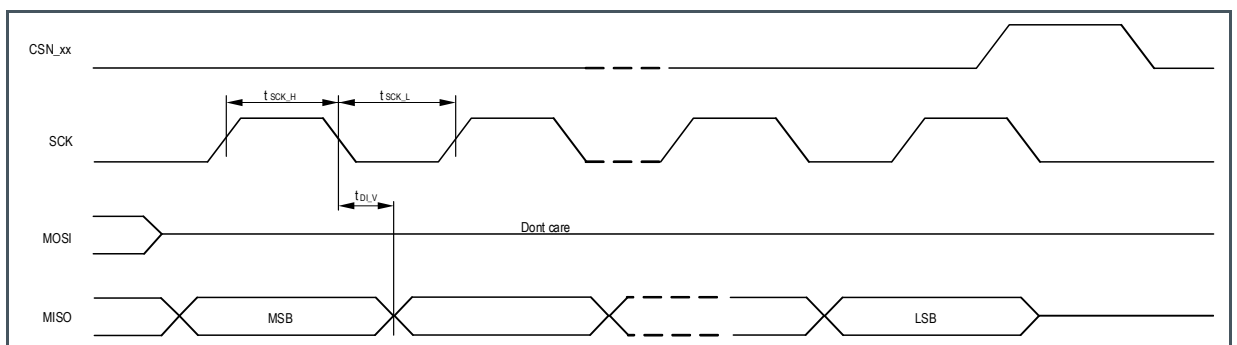 CSN_xx
t SCK_H
t SCK_L
SCK
t DI_V
MOSI
Dont care
MISO
MSB
LSB